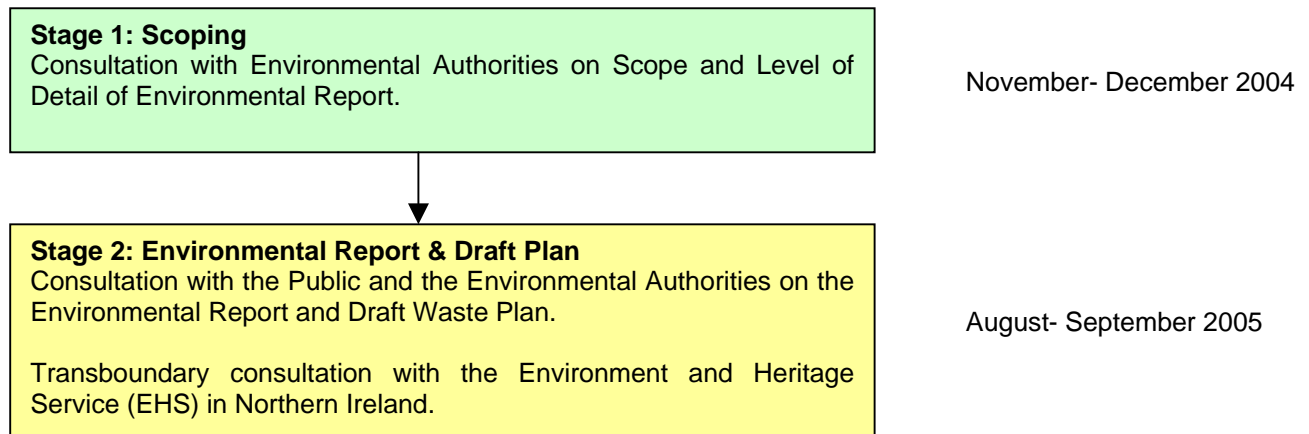 Stage 1: Scoping
Consultation with Environmental Authorities on Scope and Level of
Detail of Environmental Report.
November- December 2004
Stage 2: Environmental Report & Draft Plan
Consultation with the Public and the Environmental Authorities on the
Environmental Report and Draft Waste Plan.
August- September 2005
Transboundary consultation with the Environment and Heritage
Service (EHS) in Northern Ireland.